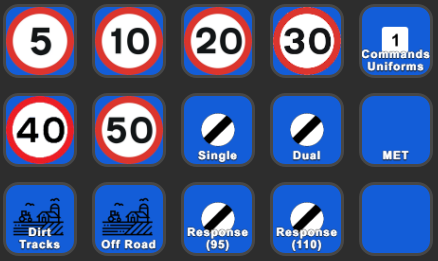 5
10
20
30
1
Commands
Uniforms
40
50
Single
Dual
MET
Dirt
Tracks
Off Road
Response
(95)
Response
(110)